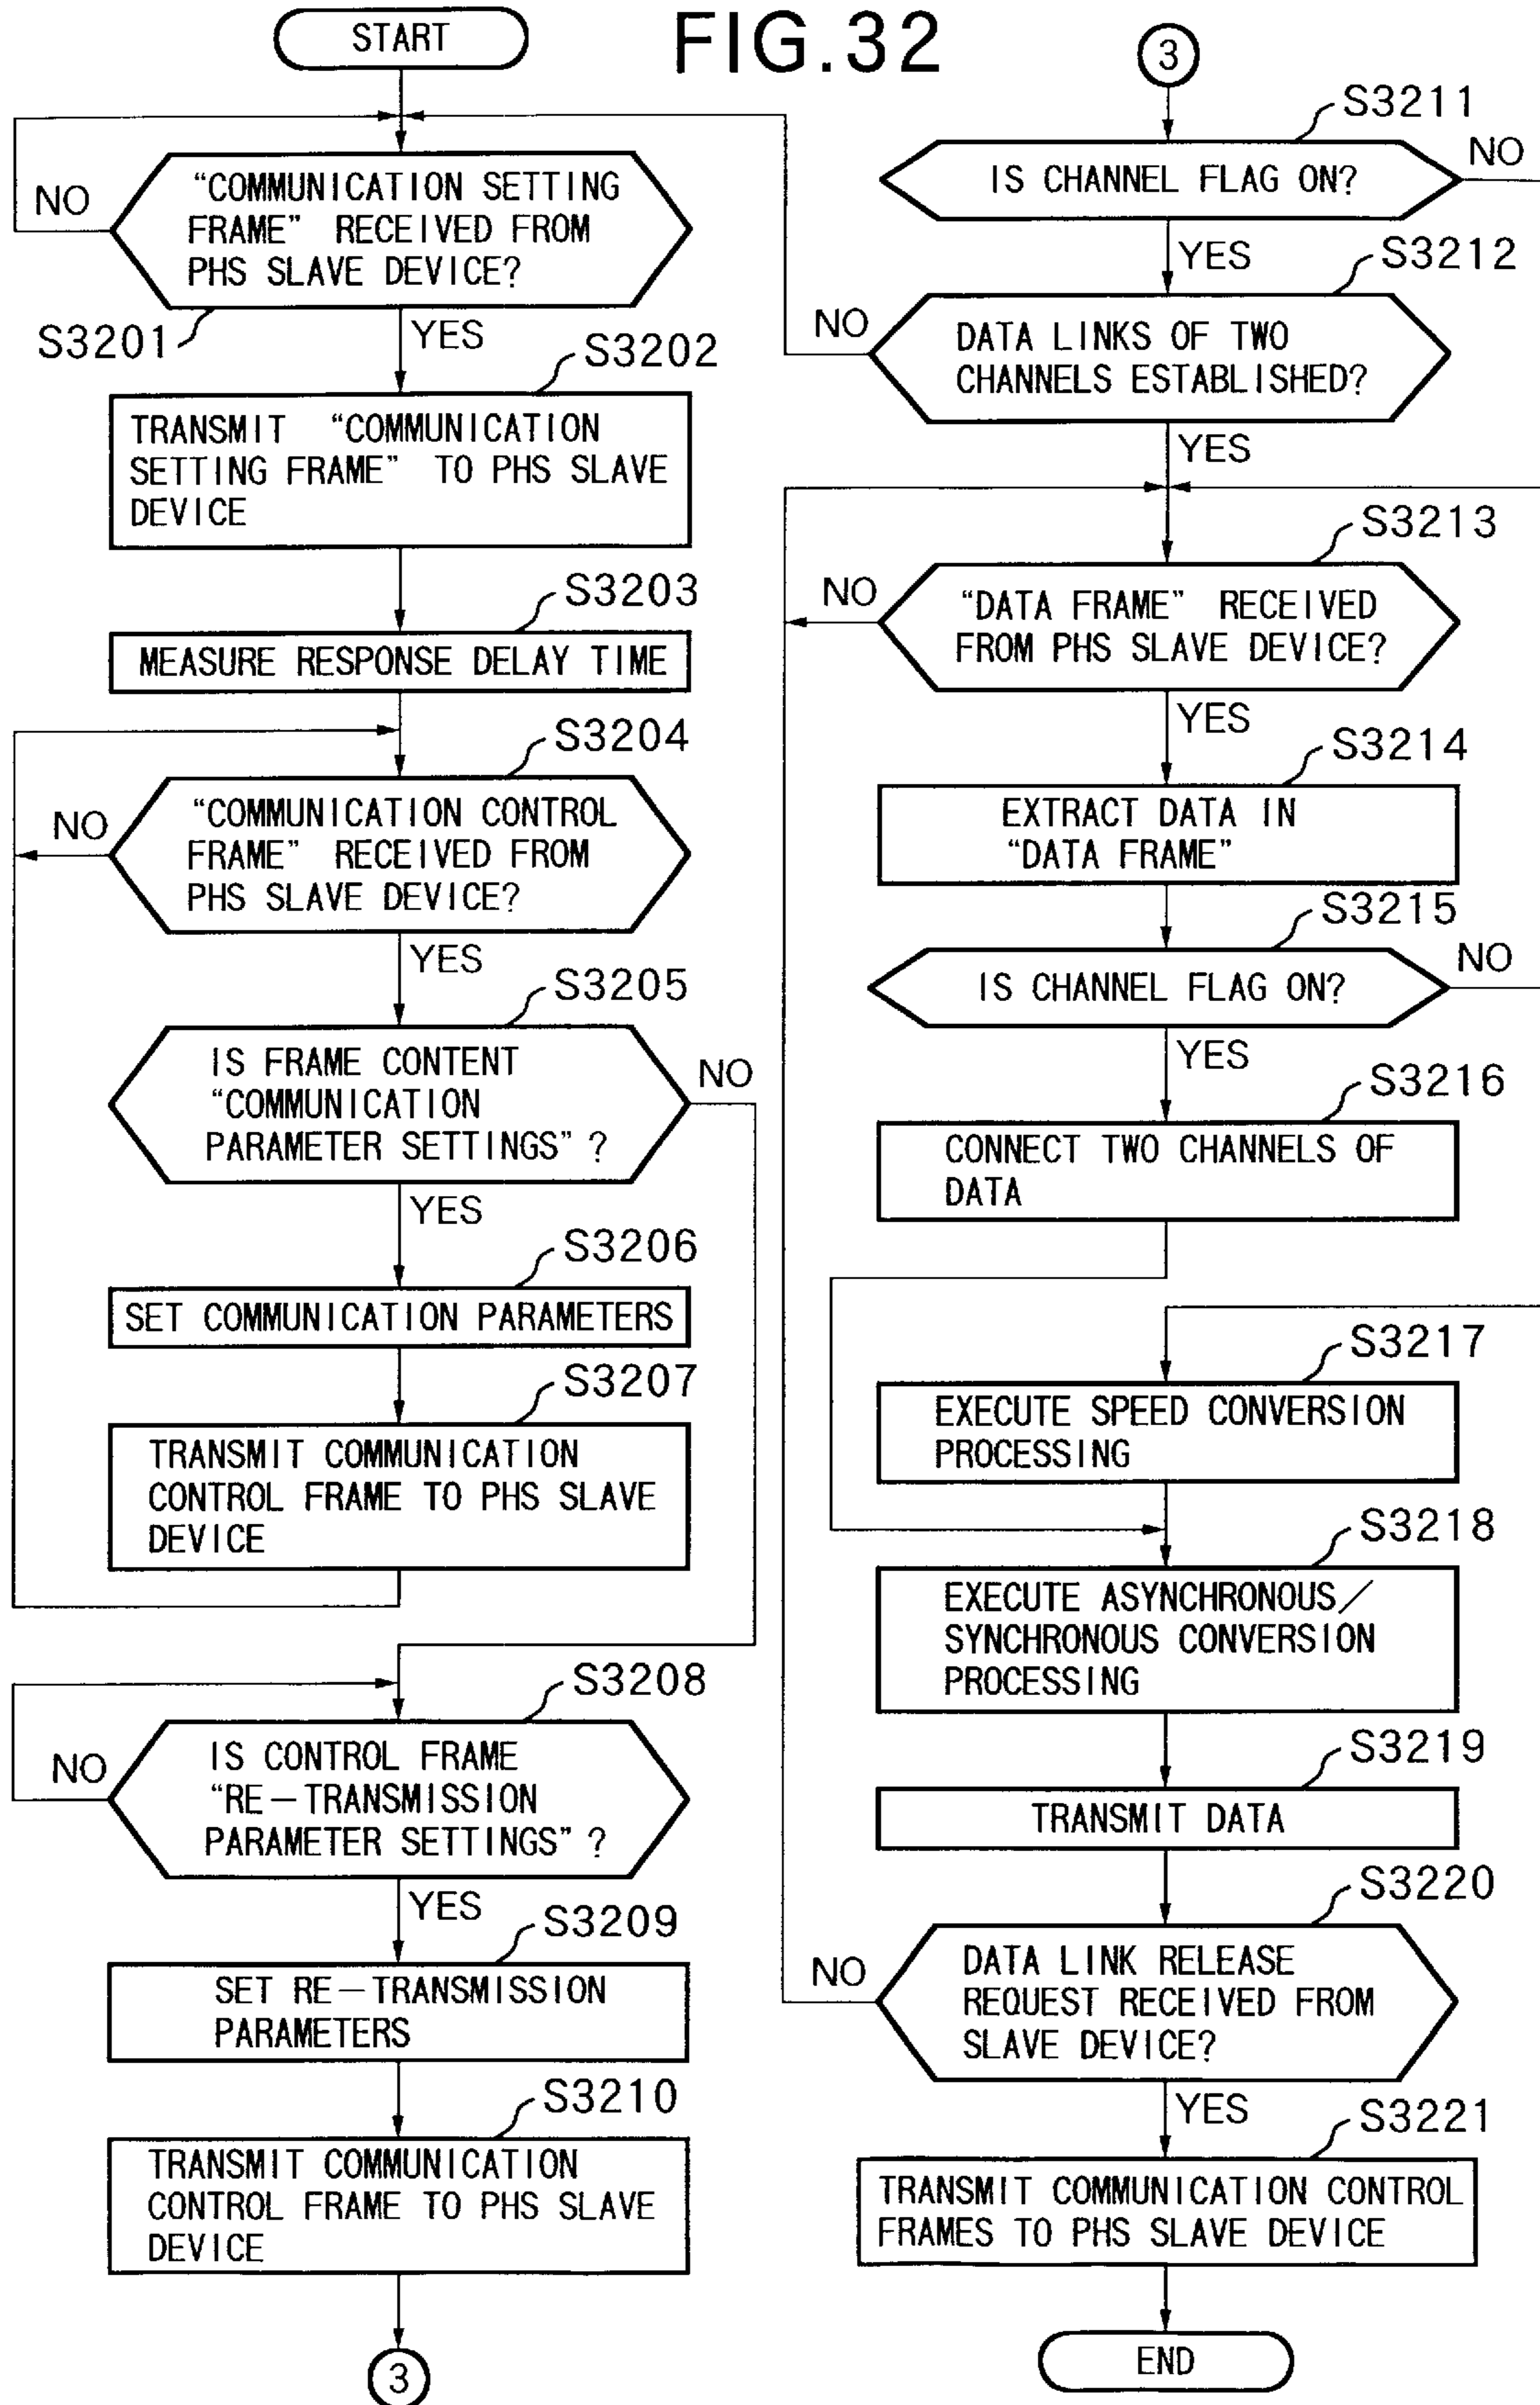 FIG.32
START
"COMMUNICATION SETTING
FRAME" RECEIVED FROM
PHS SLAVE DEVICE?
NO
S3201
YES
S3202
TRANSMIT "COMMUNICATION
SETTING FRAME" TO PHS SLAVE
DEVICE
S3203
MEASURE RESPONSE DELAY TIME
S3204
"COMMUNICATION CONTROL
FRAME" RECEIVED FROM
PHS SLAVE DEVICE?
NO
YES
S3205
IS FRAME CONTENT
"COMMUNICATION
PARAMETER SETTINGS" ?
NO
YES
S3206
SET COMMUNICATION PARAMETERS
S3207
TRANSMIT COMMUNICATION
CONTROL FRAME TO PHS SLAVE
DEVICE
S3208
IS CONTROL FRAME
"RE-TRANSMISSION
PARAMETER SETTINGS" ?
NO
YES
S3209
SET RE-TRANSMISSION
PARAMETERS
S3210
TRANSMIT COMMUNICATION
CONTROL FRAME TO PHS SLAVE
DEVICE
3
3
S3211
IS CHANNEL FLAG ON?
NO
YES
S3212
DATA LINKS OF TWO
CHANNELS ESTABLISHED?
NO
YES
S3213
"DATA FRAME" RECEIVED
FROM PHS SLAVE DEVICE?
NO
YES
S3214
EXTRACT DATA IN
"DATA FRAME"
S3215
IS CHANNEL FLAG ON?
NO
YES
S3216
CONNECT TWO CHANNELS OF
DATA
S3217
EXECUTE SPEED CONVERSION
PROCESSING
S3218
EXECUTE ASYNCHRONOUS/
SYNCHRONOUS CONVERSION
PROCESSING
S3219
TRANSMIT DATA
S3220
DATA LINK RELEASE
REQUEST RECEIVED FROM
SLAVE DEVICE?
NO
YES
S3221
TRANSMIT COMMUNICATION CONTROL
FRAMES TO PHS SLAVE DEVICE
END